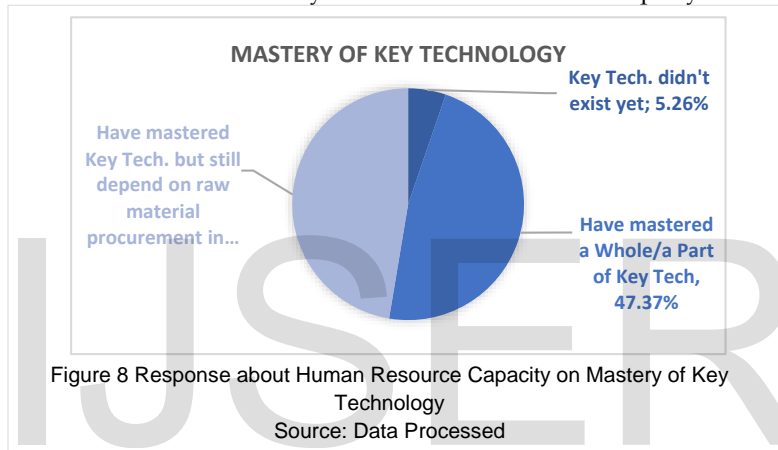 MASTERY OF KEY TECHNOLOGY
Key Tech. didn't
exist yet; 5.26%
Have mastered
Key Tech. but still
depend on raw
material
procurement in…
Have mastered
a Whole/a Part
of Key Tech,
47.37%
IJSER
Figure 8 Response about Human Resource Capacity on Mastery of Key
Technology
Source: Data Processed